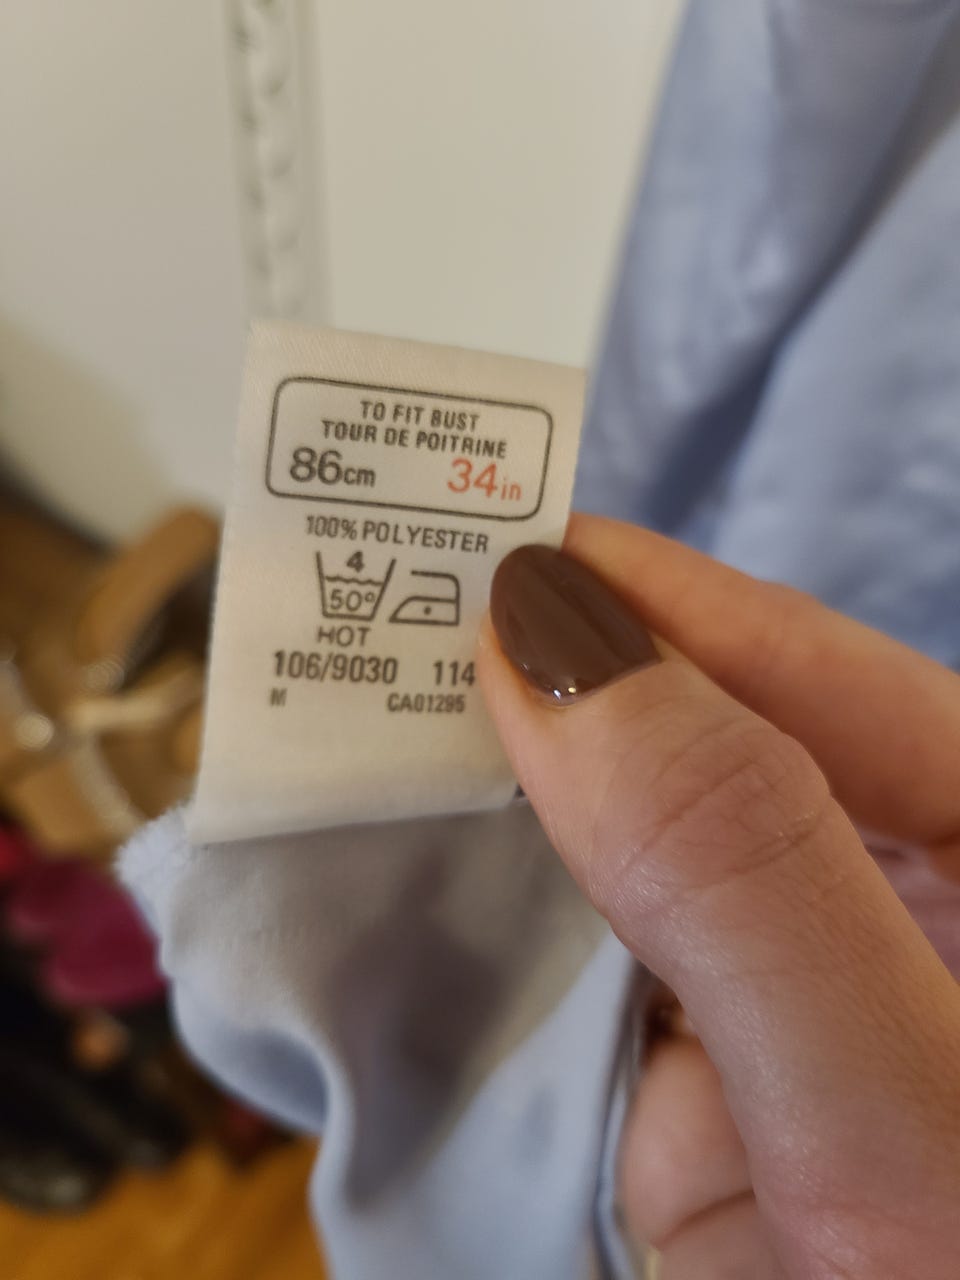 TO FIT BUST
TOUR DE POITRINE
86cm 34in
100% POLYESTER
4
50°
HOT
106/9030 114
M CA01295